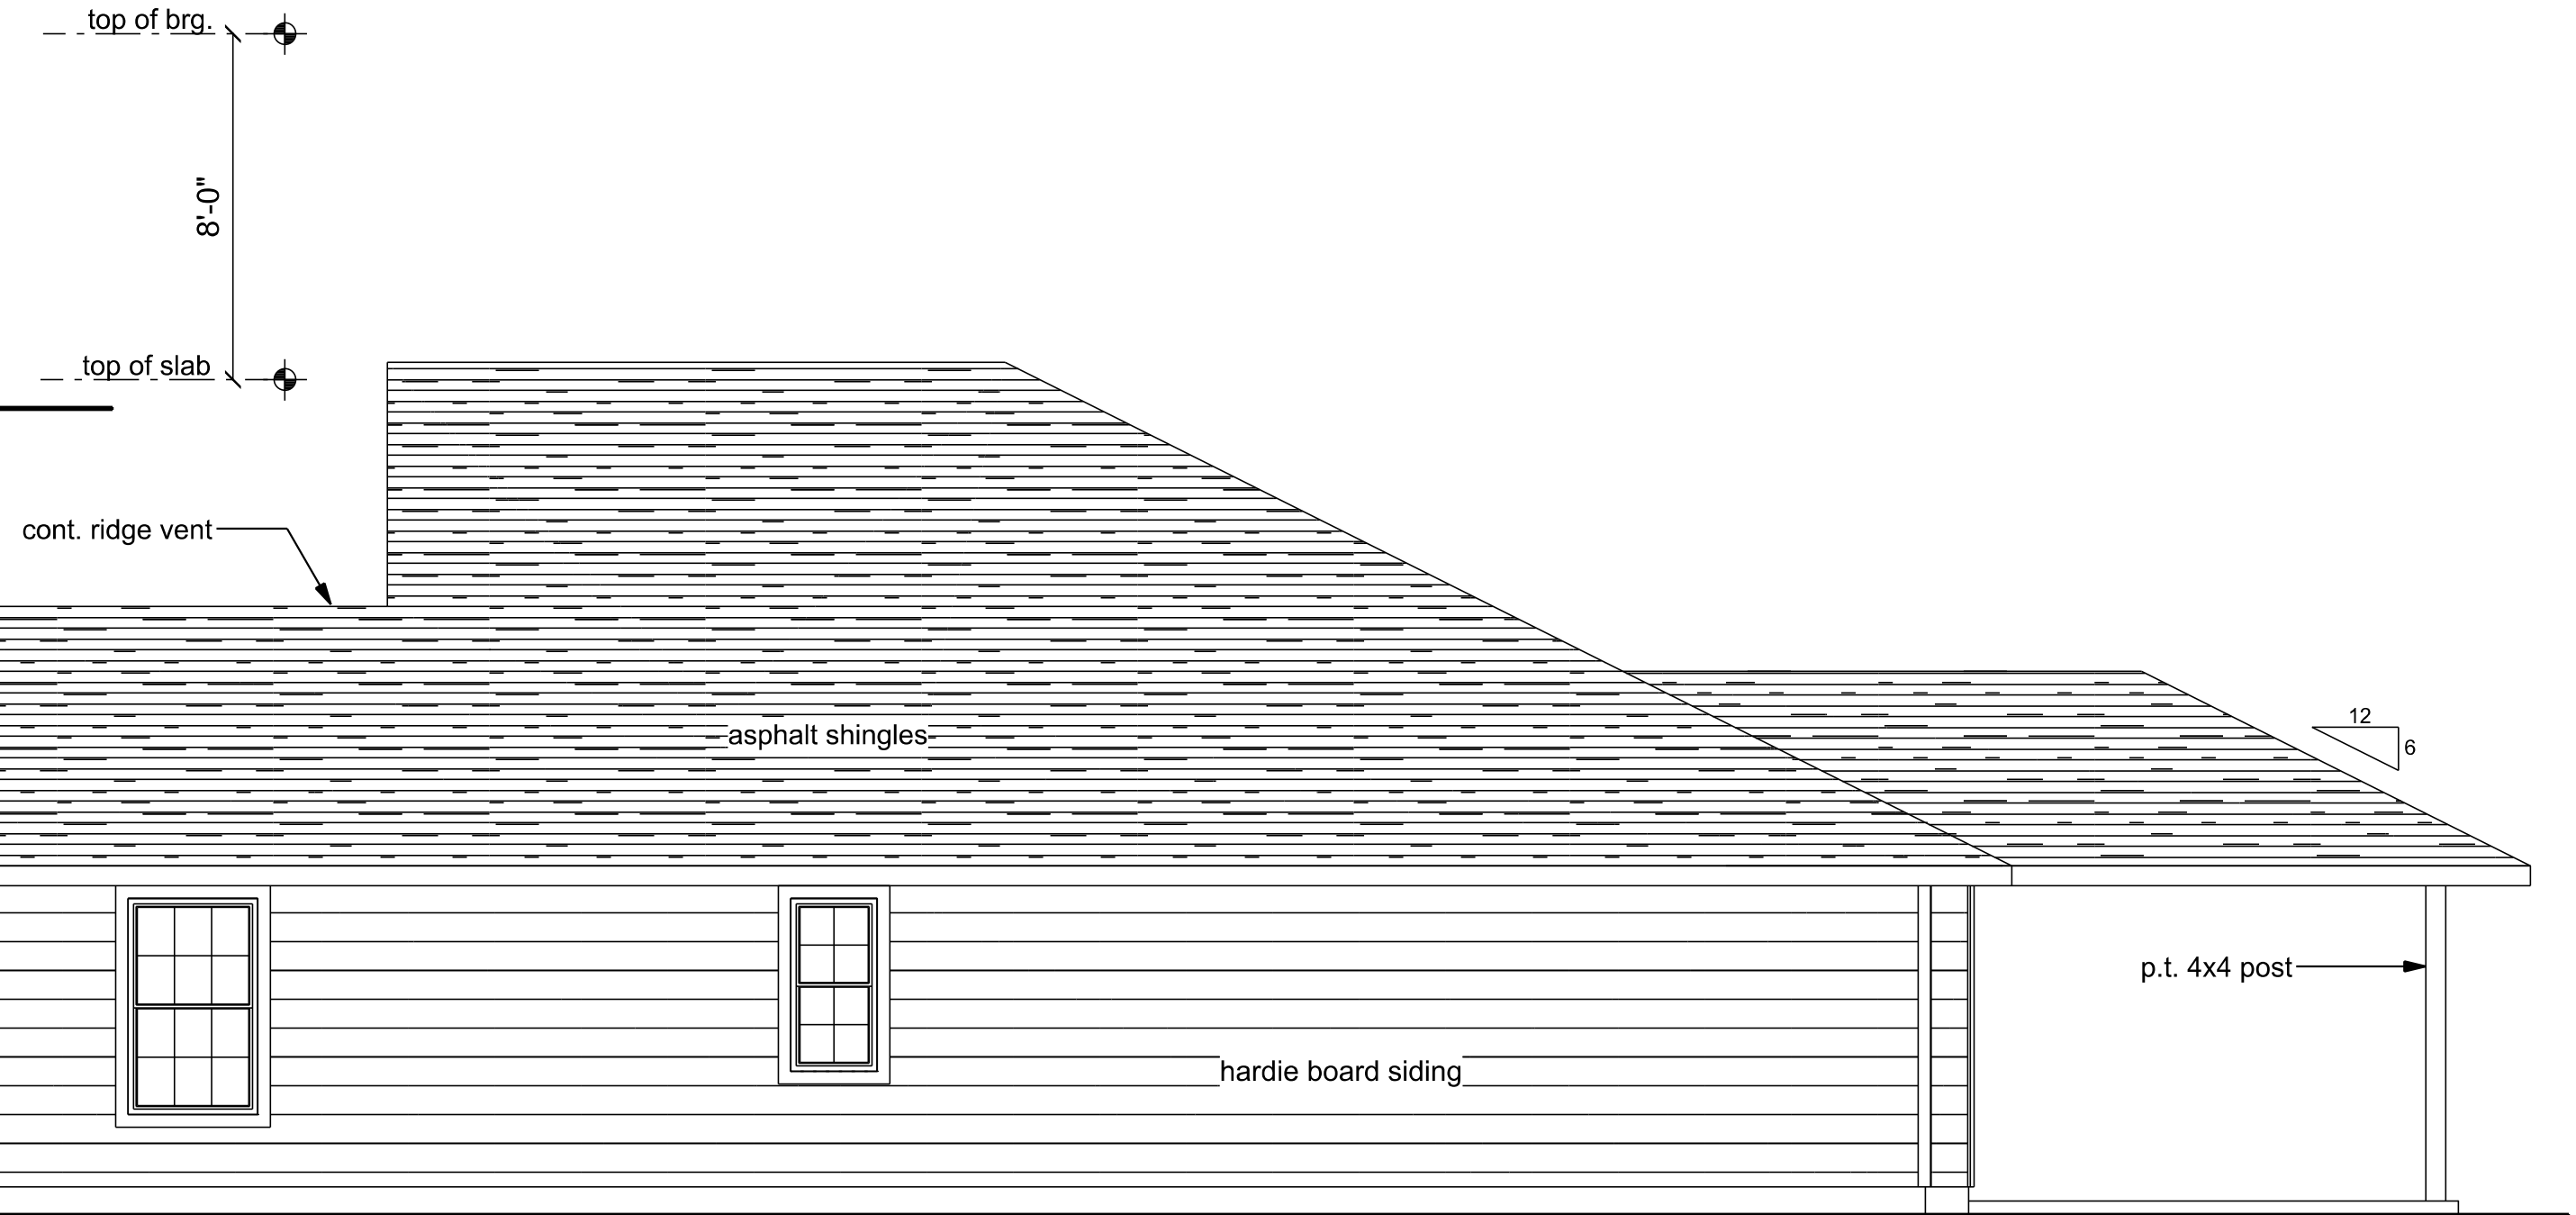 top of brg.
8'-0"
top of slab
cont. ridge vent
asphalt shingles
12
6
p.t. 4x4 post
hardie board siding